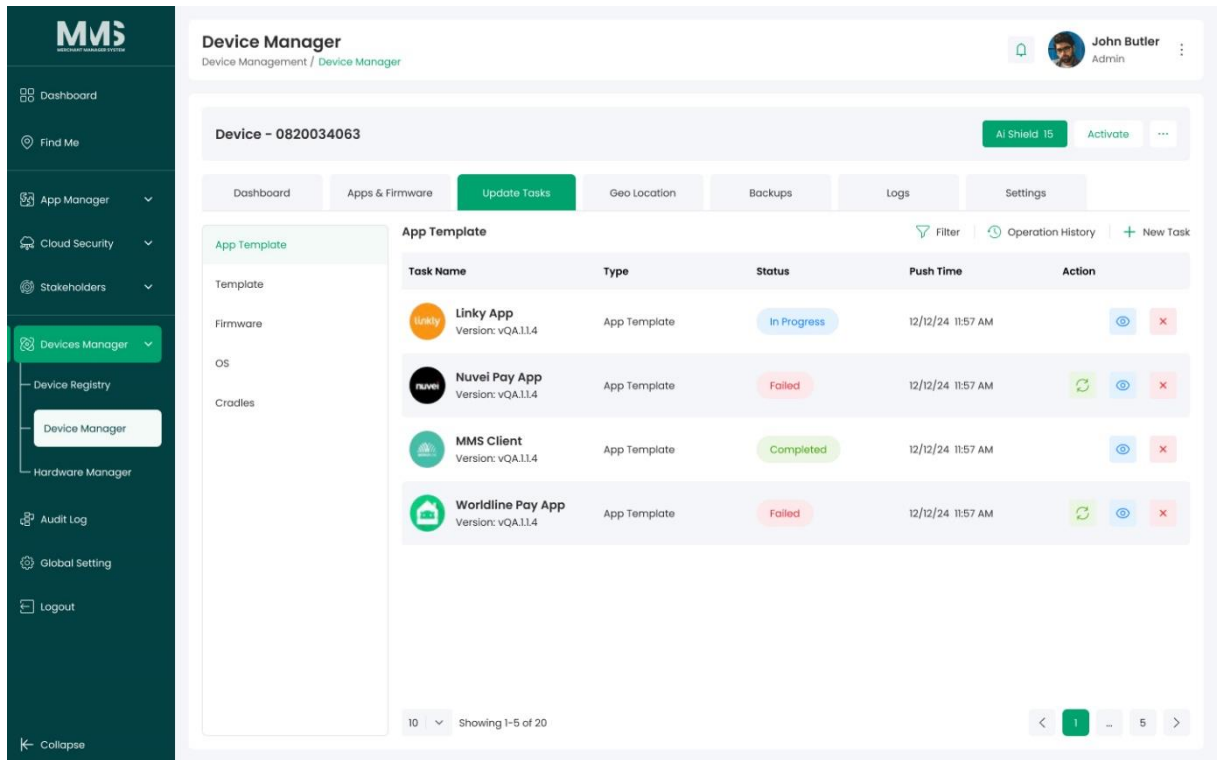 MMS
MERCHANT MANAGER SYSTEM
Dashboard
Find Me
App Manager
Cloud Security
Stakeholders
Devices Manager
Device Registry
Device Manager
Hardware Manager
Audit Log
Global Setting
Logout
Collapse
Device Manager
Device Management / Device Manager
John Butler
Admin
Device - 0820034063
Ai Shield 15 Activate ...
Dashboard Apps & Firmware Update Tasks Geo Location Backups Logs Settings
App Template
Template
Firmware
OS
Cradles
App Template Filter Operation History + New Task
Task Name Type Status Push Time Action
linkly
Linky App
Version: vQA.1.1.4
App Template In Progress 12/12/24 11:57 AM
nuvei
Nuvei Pay App
Version: vQA.1.1.4
App Template Failed 12/12/24 11:57 AM
MMS Client
Version: vQA.1.1.4
App Template Completed 12/12/24 11:57 AM
Worldline Pay App
Version: vQA.1.1.4
App Template Failed 12/12/24 11:57 AM
10 Showing 1-5 of 20
< 1 ... 5 >